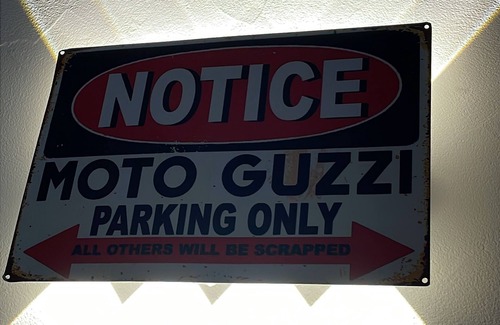 NOTICE
MOTO GUZZI
PARKING ONLY
ALL OTHERS WILL BE SCRAPPED